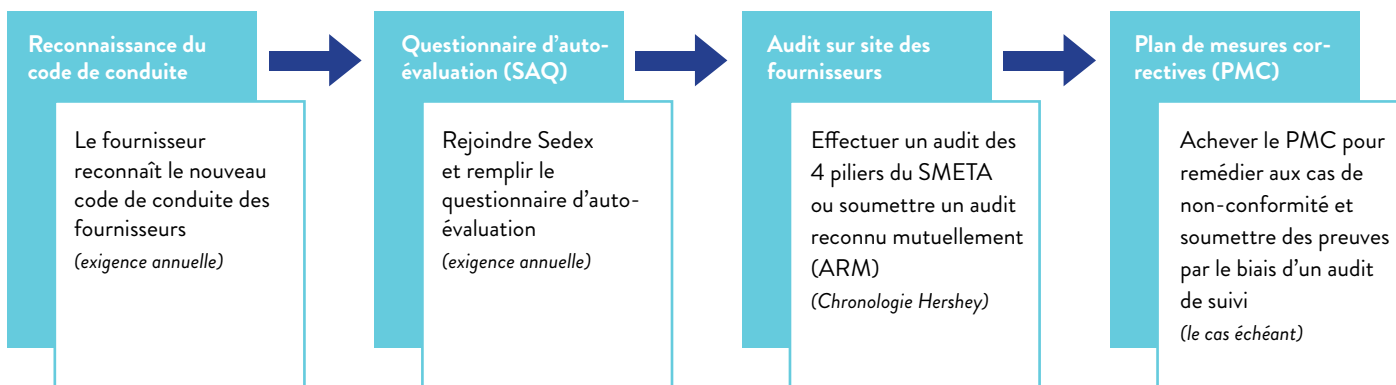 Reconnaissance du
code de conduite
Le fournisseur
reconnaît le nouveau
code de conduite des
fournisseurs
(exigence annuelle)
Questionnaire d’auto-
évaluation (SAQ)
Rejoindre Sedex
et remplir le
questionnaire d’auto-
évaluation
(exigence annuelle)
Audit sur site des
fournisseurs
Effectuer un audit des
4 piliers du SMETA
ou soumettre un audit
reconnu mutuellement
(ARM)
(Chronologie Hershey)
Plan de mesures cor-
rectives (PMC)
Achever le PMC pour
remédier aux cas de
non-conformité et
soumettre des preuves
par le biais d’un audit
de suivi
(le cas échéant)